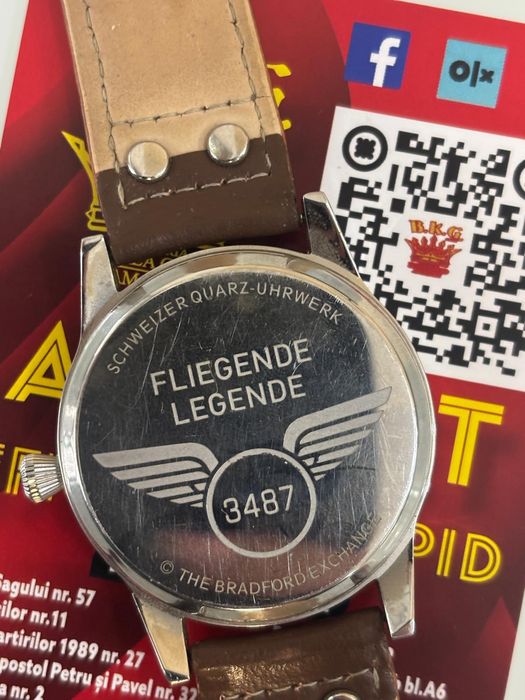 f
Olx
B.K.G
SCHWEIZER QUARZ-UHRWERK
FLIEGENDE
LEGENDE
3487
© THE BRADFORD EXCHANGE
A
T
PID
Sagului nr. 57
ilor nr.11
artirilor 1989 nr. 27
postol Petru și Pavel nr. 32
a nr. 2
bl.A6